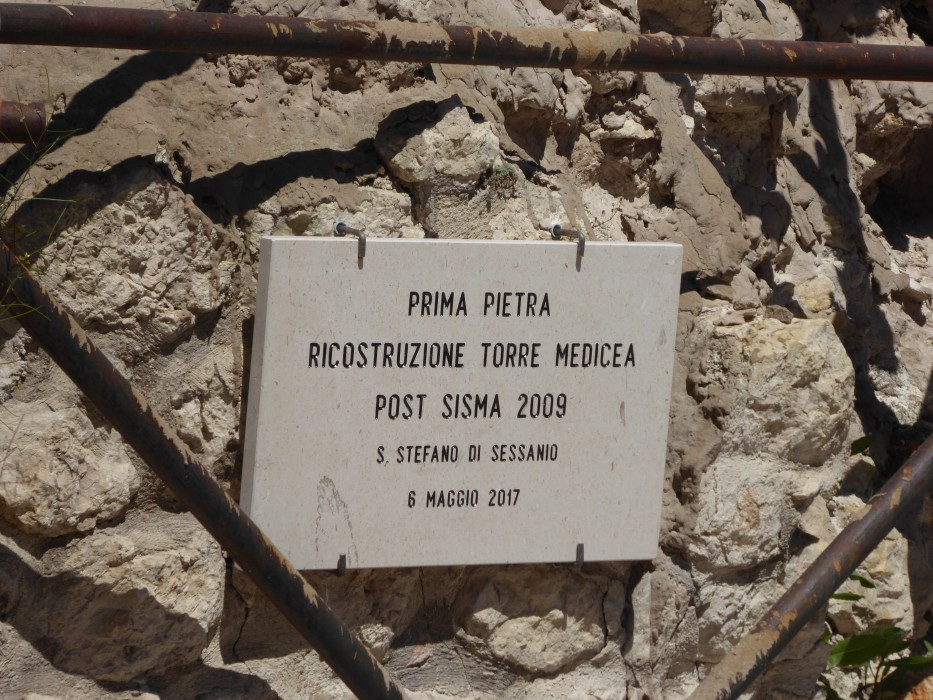 PRIMA PIETRA
RICOSTRUZIONE TORRE MEDICEA
POST SISMA 2009
S. STEFANO DI SESSANIO
6 MAGGIO 2017